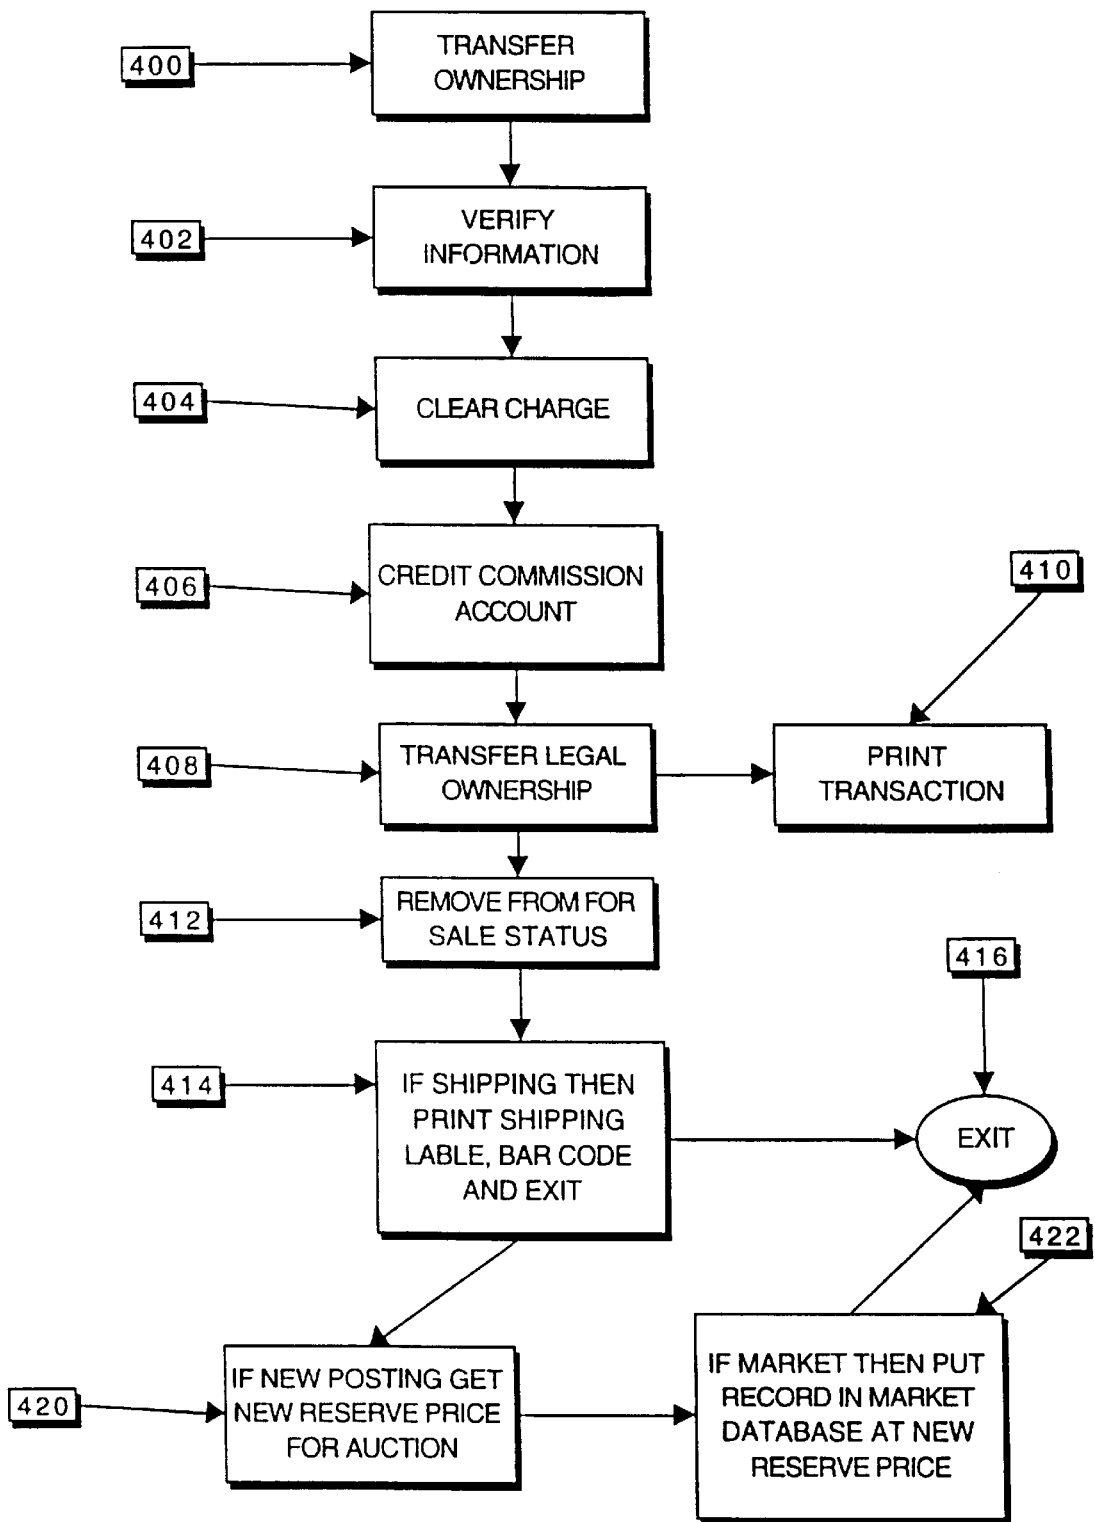 400
TRANSFER
OWNERSHIP
402
VERIFY
INFORMATION
404
CLEAR CHARGE
406
CREDIT COMMISSION
ACCOUNT
410
408
TRANSFER LEGAL
OWNERSHIP
PRINT
TRANSACTION
412
REMOVE FROM FOR
SALE STATUS
416
414
IF SHIPPING THEN
PRINT SHIPPING
LABLE, BAR CODE
AND EXIT
EXIT
422
420
IF NEW POSTING GET
NEW RESERVE PRICE
FOR AUCTION
IF MARKET THEN PUT
RECORD IN MARKET
DATABASE AT NEW
RESERVE PRICE